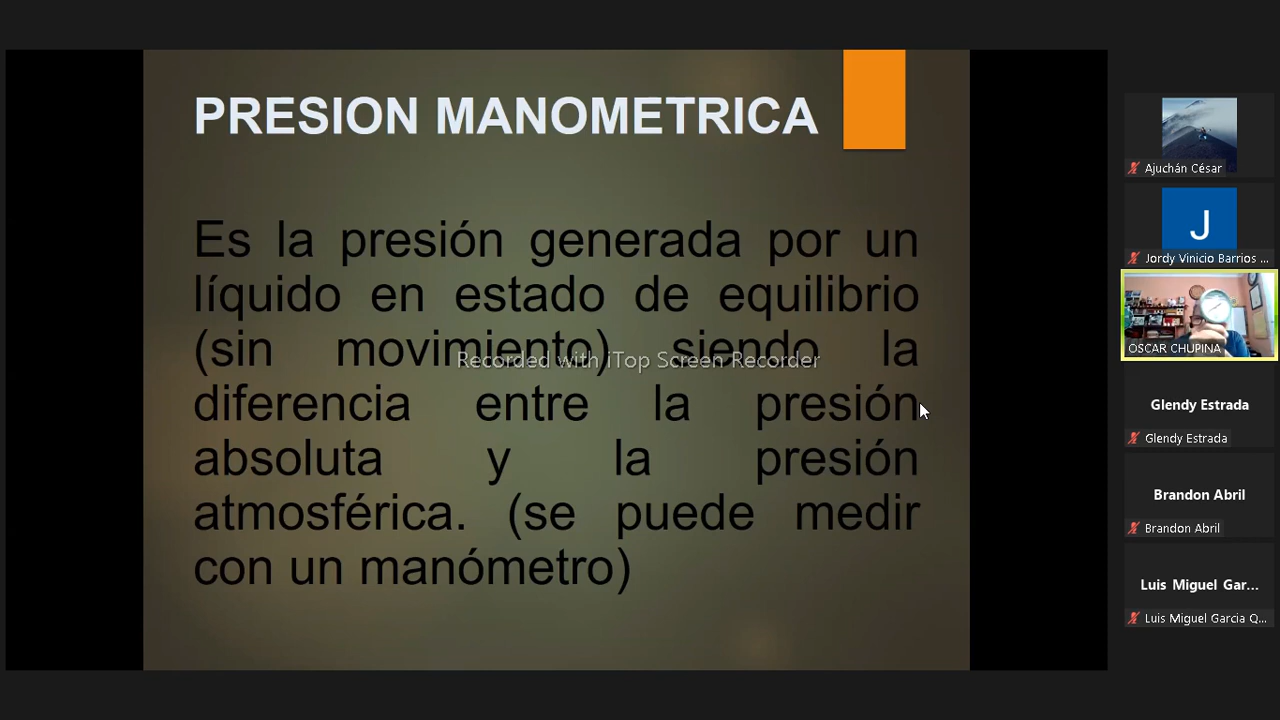 PRESION MANOMETRICA
Es la presión generada por un
líquido en estado de equilibrio
(sin movimiento) siendo la
diferencia entre la presión
absoluta y la presión
atmosférica. (se puede medir
con un manómetro)
Recorded with iTop Screen Recorder
Ajuchán César
J
Jordy Vinicio Barrios ...
OSCAR CHUPINA
Glendy Estrada
Glendy Estrada
Brandon Abril
Brandon Abril
Luis Miguel Gar...
Luis Miguel Garcia Q...